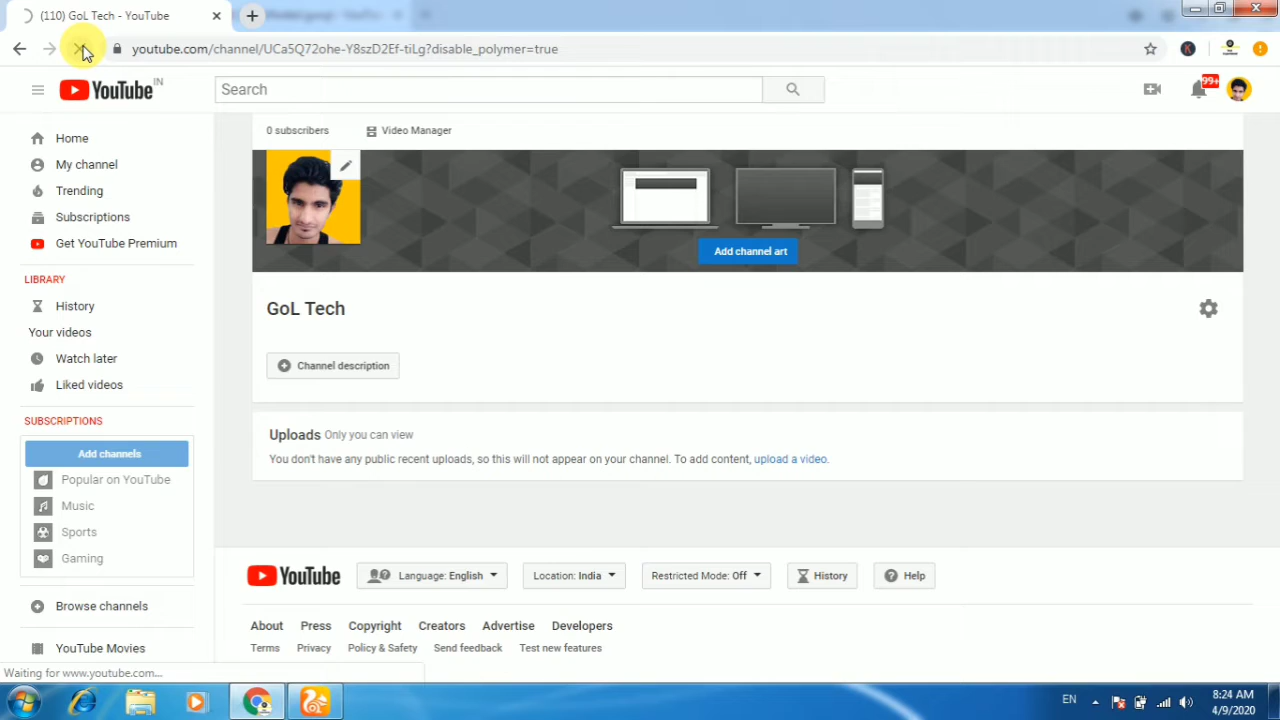 (110) GoL Tech - YouTube
youtube.com/channel/UCa5Q72ohe-Y8szD2Ef-tiLg?disable_polymer=true
YouTube IN
Search
99+
Home
My channel
Trending
Subscriptions
Get YouTube Premium
LIBRARY
History
Your videos
Watch later
Liked videos
SUBSCRIPTIONS
Add channels
Popular on YouTube
Music
Sports
Gaming
Browse channels
YouTube Movies
0 subscribers Video Manager
Add channel art
GoL Tech
Channel description
Uploads Only you can view
You don't have any public recent uploads, so this will not appear on your channel. To add content, upload a video.
YouTube Language: English Location: India Restricted Mode: Off History Help
About Press Copyright Creators Advertise Developers
Terms Privacy Policy & Safety Send feedback Test new features
Waiting for www.youtube.com...
EN
8:24 AM
4/9/2020